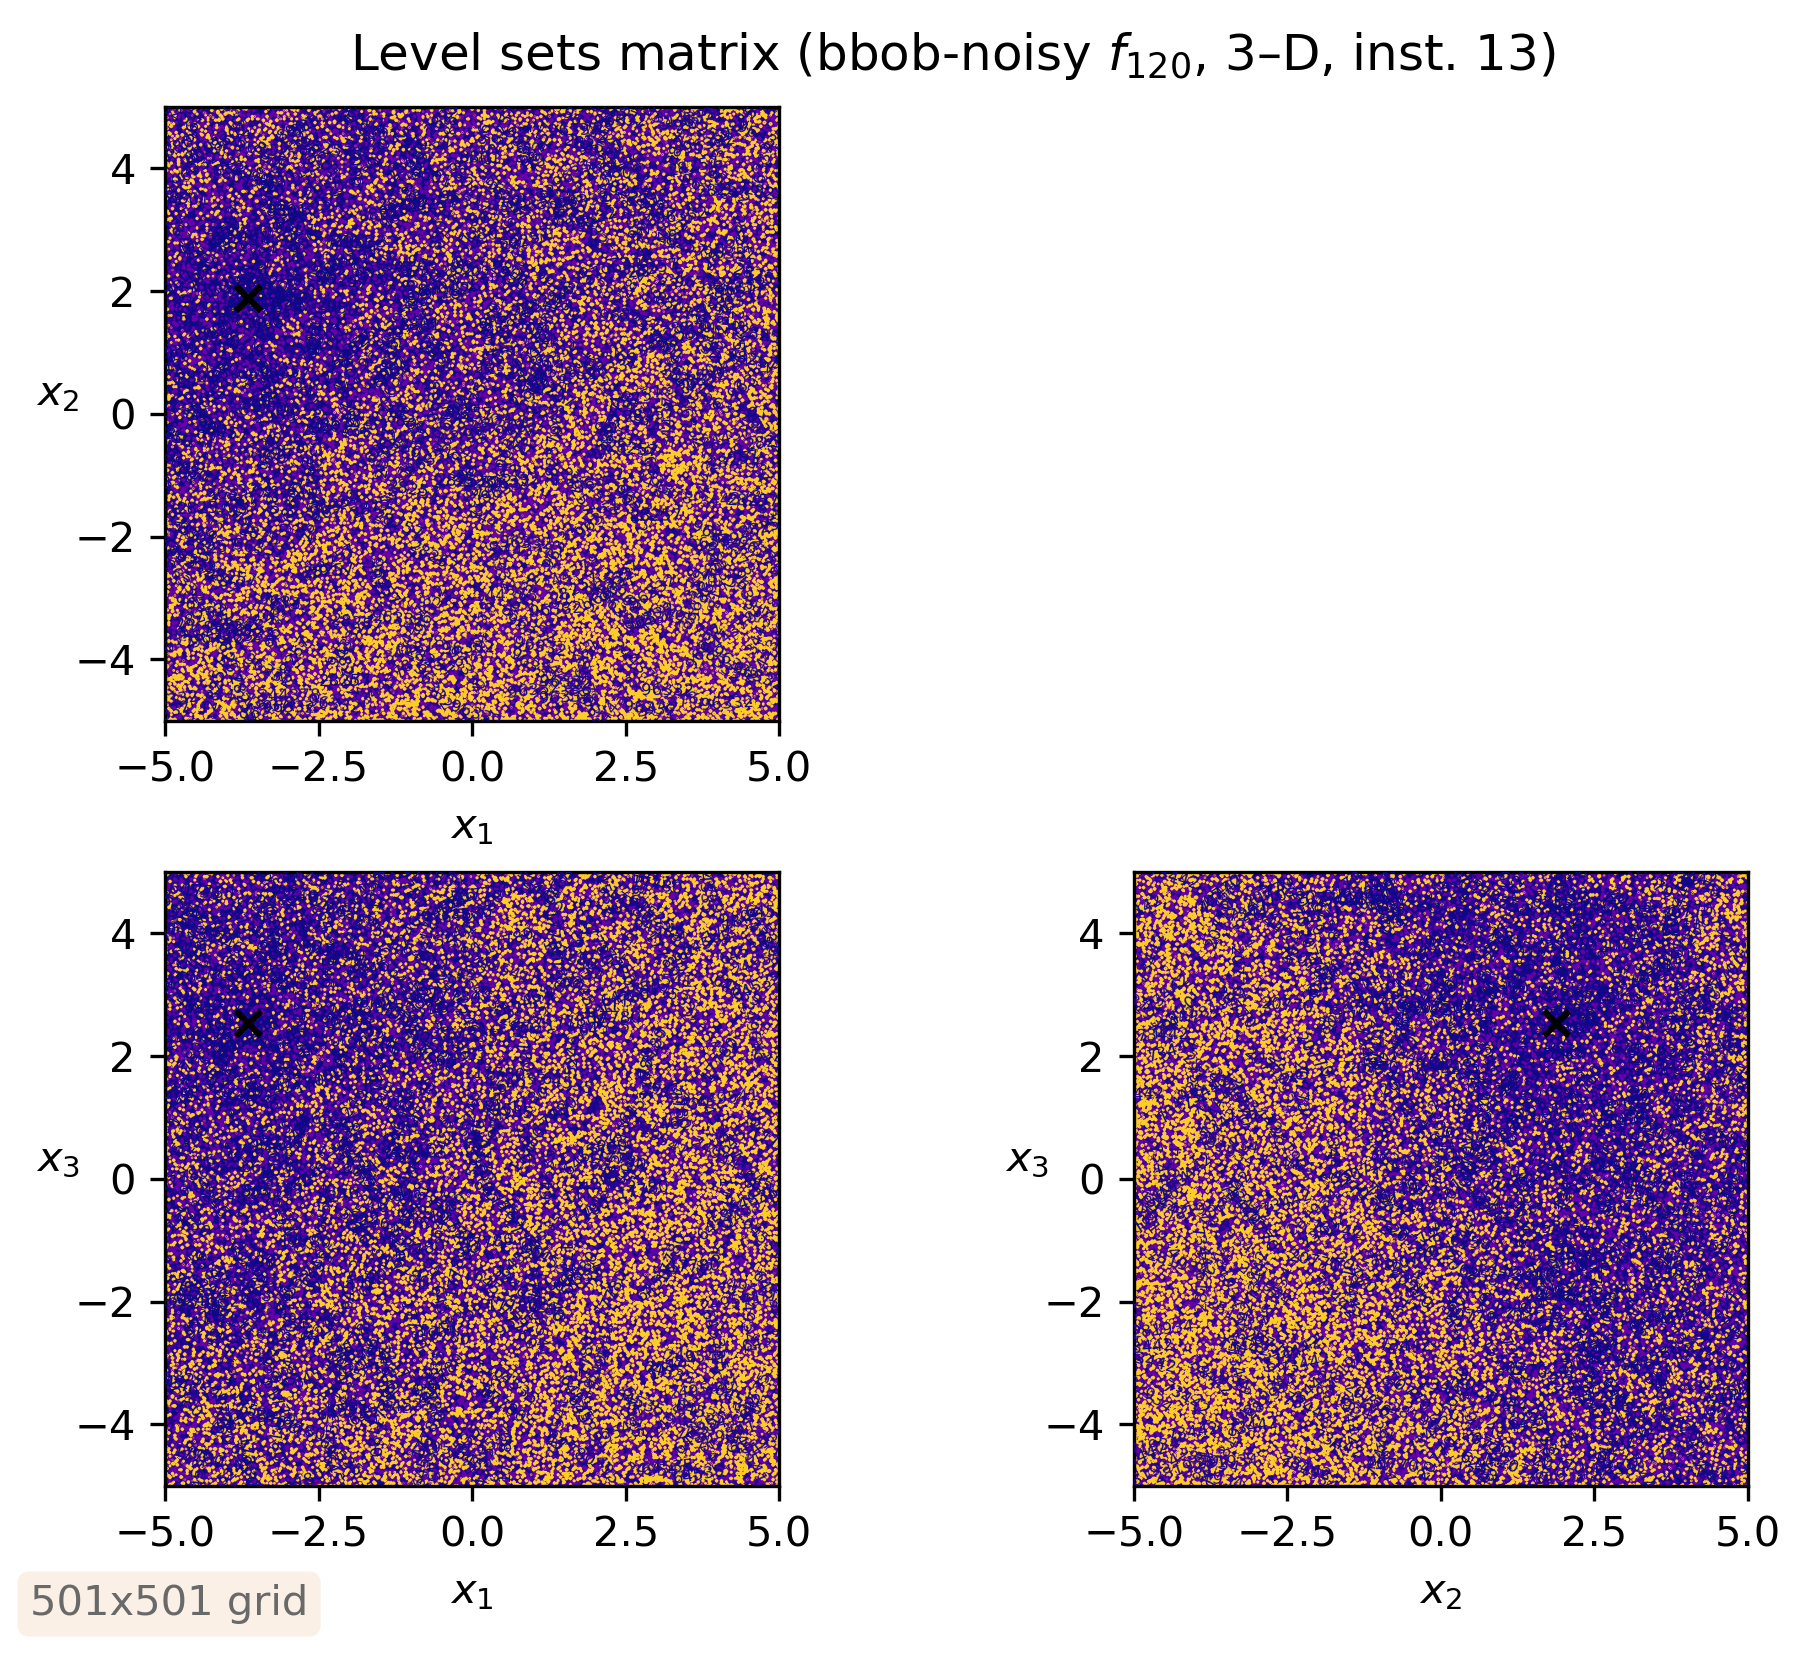 Level sets matrix (bbob-noisy f120, 3–D, inst. 13)
4
2
x2 0
−2
−4
−5.0 −2.5 0.0 2.5 5.0
x1
4 4
2 2
x3 0 x3 0
−2 −2
−4 −4
−5.0 −2.5 0.0 2.5 5.0 −5.0 −2.5 0.0 2.5 5.0
501x501 grid x1 x2